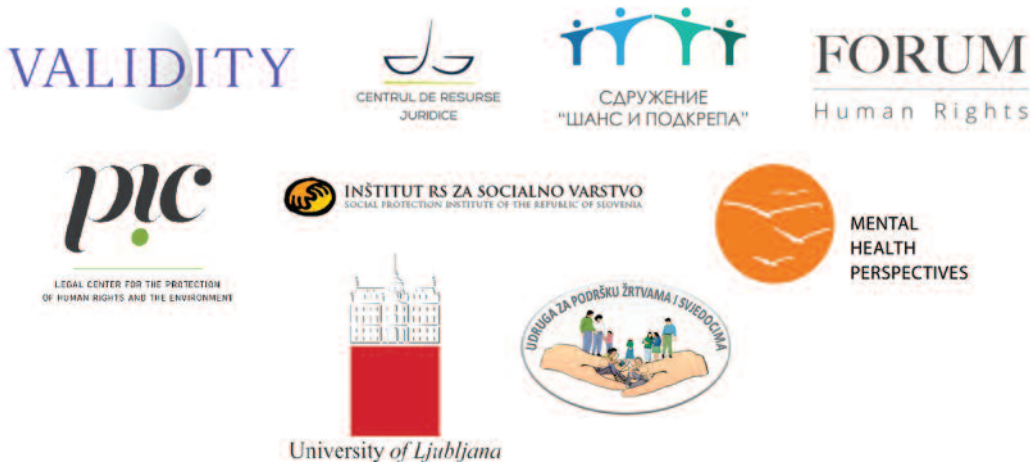 VALIDITY
CENTRUL DE RESURSE
JURIDICE
СДРУЖЕНИЕ
"ШАНС И ПОДКРЕПА"
FORUM
Human Rights
pic
LEGAL CENTER FOR THE PROTECTION
OF HUMAN RIGHTS AND THE ENVIRONMENT
INŠTITUT RS ZA SOCIALNO VARSTVO
SOCIAL PROTECTION INSTITUTE OF THE REPUBLIC OF SLOVENIA
MENTAL
HEALTH
PERSPECTIVES
University of Ljubljana
UDRUGA ZA PODRŠKU ŽRTVAMA I SVJEDOCIMA